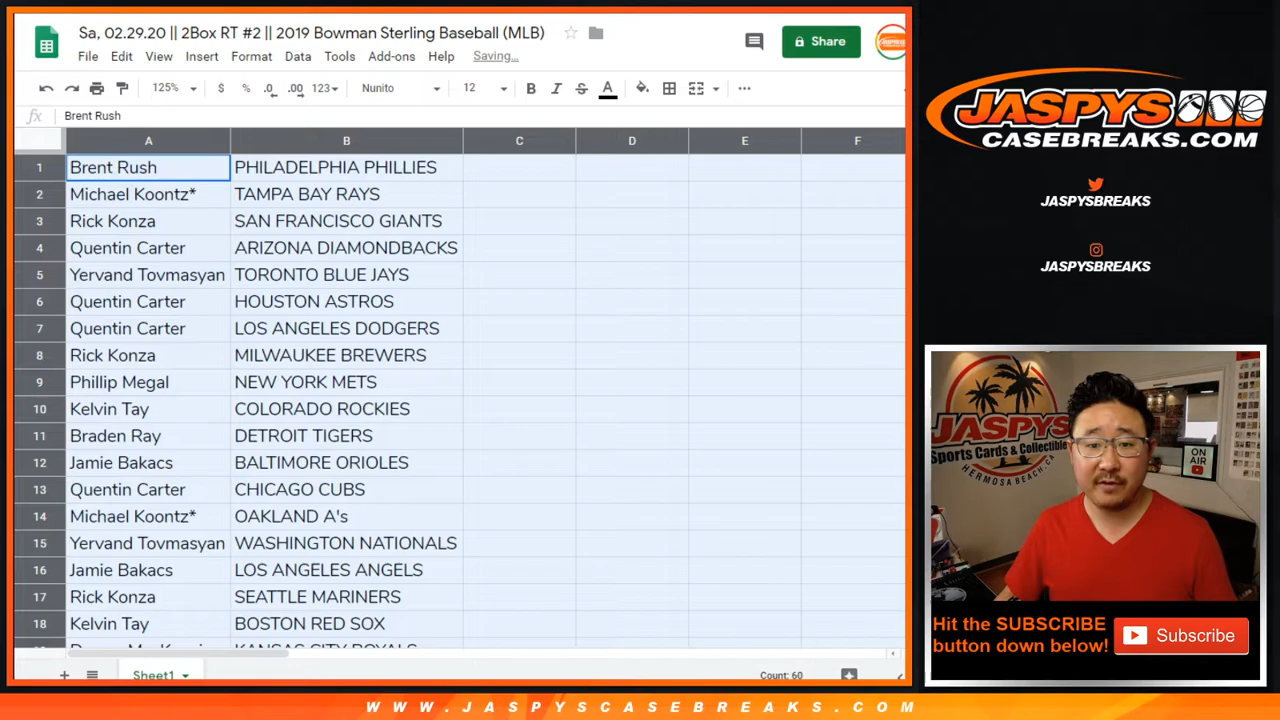 Sa, 02.29.20 || 2Box RT #2 || 2019 Bowman Sterling Baseball (MLB)
File Edit View Insert Format Data Tools Add-ons Help Saving...
Share
125% $ % .0 .00 123 Nunito 12 B I S A
fx Brent Rush
A B C D E F
1 Brent Rush PHILADELPHIA PHILLIES
2 Michael Koontz* TAMPA BAY RAYS
3 Rick Konza SAN FRANCISCO GIANTS
4 Quentin Carter ARIZONA DIAMONDBACKS
5 Yervand Tovmasyan TORONTO BLUE JAYS
6 Quentin Carter HOUSTON ASTROS
7 Quentin Carter LOS ANGELES DODGERS
8 Rick Konza MILWAUKEE BREWERS
9 Phillip Megal NEW YORK METS
10 Kelvin Tay COLORADO ROCKIES
11 Braden Ray DETROIT TIGERS
12 Jamie Bakacs BALTIMORE ORIOLES
13 Quentin Carter CHICAGO CUBS
14 Michael Koontz* OAKLAND A's
15 Yervand Tovmasyan WASHINGTON NATIONALS
16 Jamie Bakacs LOS ANGELES ANGELS
17 Rick Konza SEATTLE MARINERS
18 Kelvin Tay BOSTON RED SOX
KANSAS CITY ROYALS
Sheet1
Count: 60
JASPYS
CASEBREAKS.COM
JASPYSBREAKS
JASPYSBREAKS
JASPYS
Sports Cards & Collectibles
HERMOSA BEACH, CA
ON
AIR
Hit the SUBSCRIBE
button down below!
Subscribe
WWW.JASPYSCASEBREAKS.COM